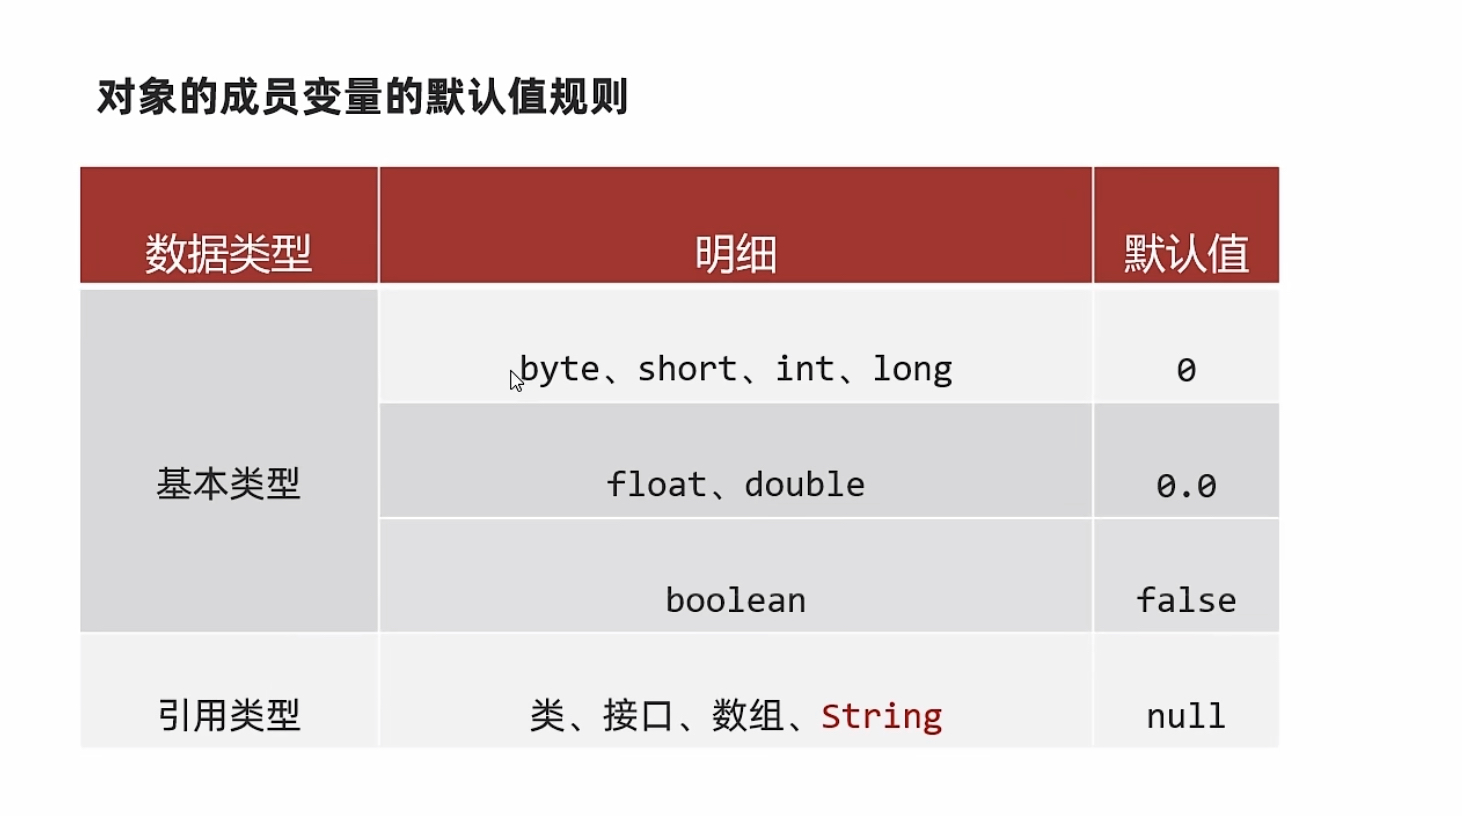 对象的成员变量的默认值规则
数据类型 明细 默认值
byte、short、int、long 0
基本类型 float、double 0.0
boolean false
引用类型 类、接口、数组、String null